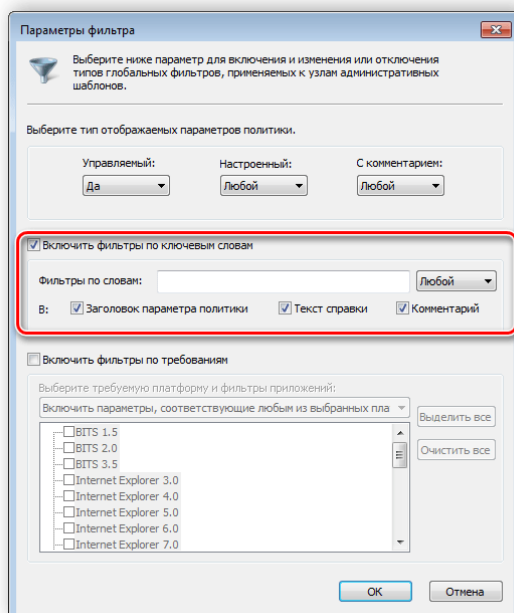 Параметры фильтра
Выберите ниже параметр для включения и изменения или отключения
типов глобальных фильтров, применяемых к узлам административных
шаблонов.
Выберите тип отображаемых параметров политики.
Управляемый: Настроенный: С комментарием:
Да Любой Любой
Включить фильтры по ключевым словам
Фильтры по словам: Любой
В: Заголовок параметра политики Текст справки Комментарий
Включить фильтры по требованиям
Выберите требуемую платформу и фильтры приложений:
Включить параметры, соответствующие любым из выбранных пла Выделить все
BITS 1.5
BITS 2.0
BITS 3.5 Очистить все
Internet Explorer 3.0
Internet Explorer 4.0
Internet Explorer 5.0
Internet Explorer 6.0
Internet Explorer 7.0
OK Отмена